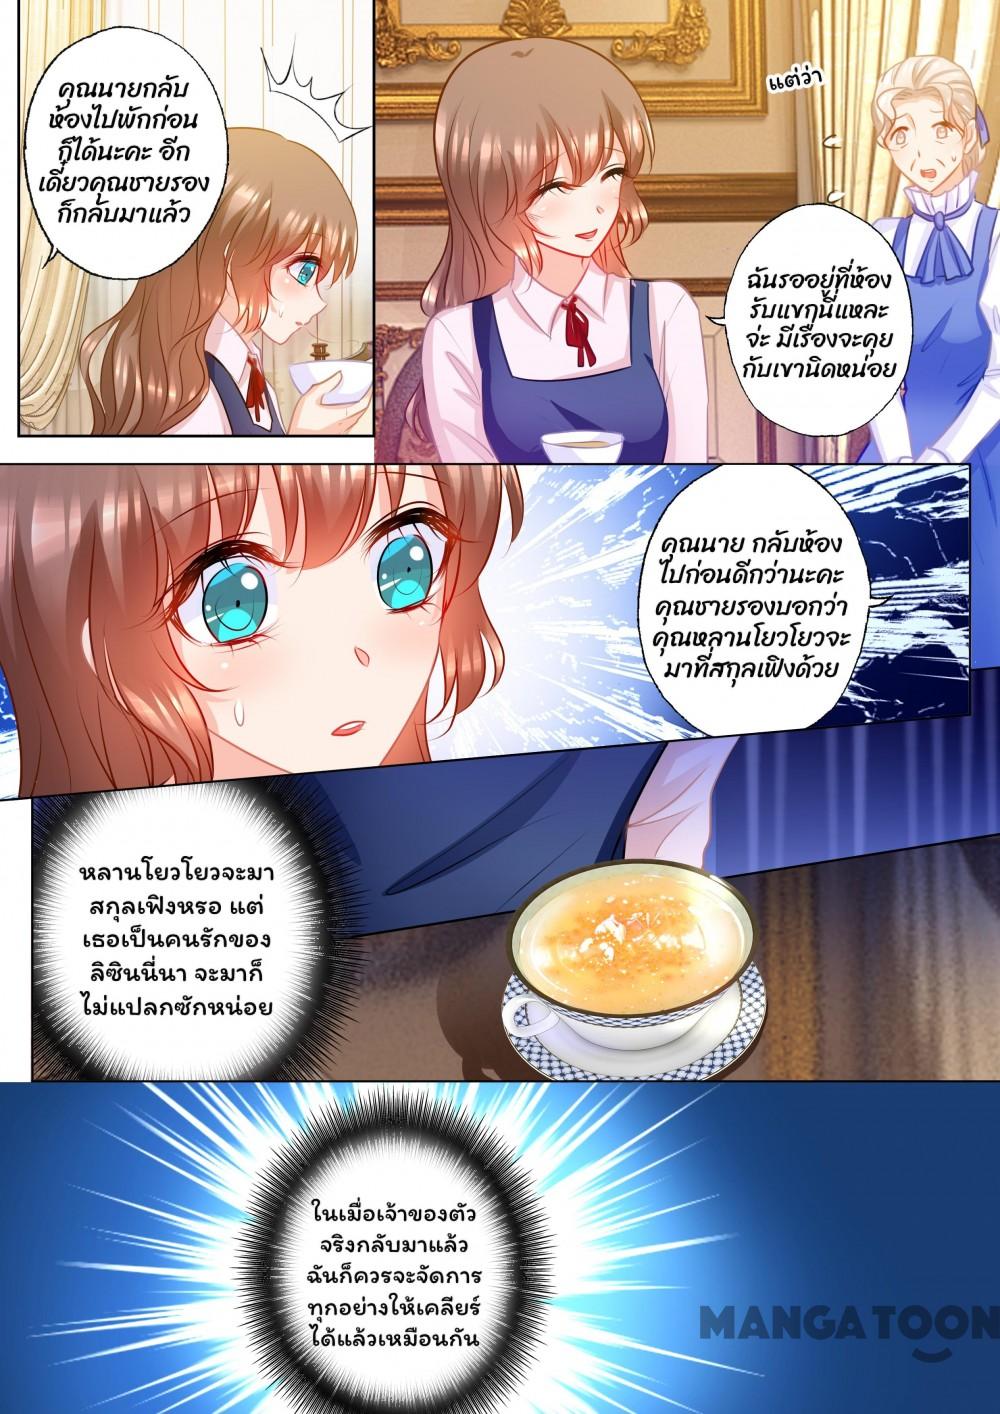 คุณนายกลับ
ห้องไปพักก่อน
ก็ได้นะคะ อีก
เดี๋ยวคุณชายรอง
ก็กลับมาแล้ว
แต่ว่า
ฉันรออยู่ที่ห้อง
รับแขกนี่แหละ
จ่ะ มีเรื่องจะคุย
กับเขานิดหน่อย
คุณนาย กลับห้อง
ไปก่อนดีกว่านะคะ
คุณชายรองบอกว่า
คุณหลานโยวโยวจะ
มาที่สกุลเฟิงด้วย
หลานโยวโยวจะมา
สกุลเฟิงหรอ แต่
เธอเป็นคนรักของ
ลิซินนี่นา จะมาก็
ไม่แปลกซักหน่อย
ในเมื่อเจ้าของตัว
จริงกลับมาแล้ว
ฉันก็ควรจะจัดการ
ทุกอย่างให้เคลียร์
ได้แล้วเหมือนกัน
MANGATOON